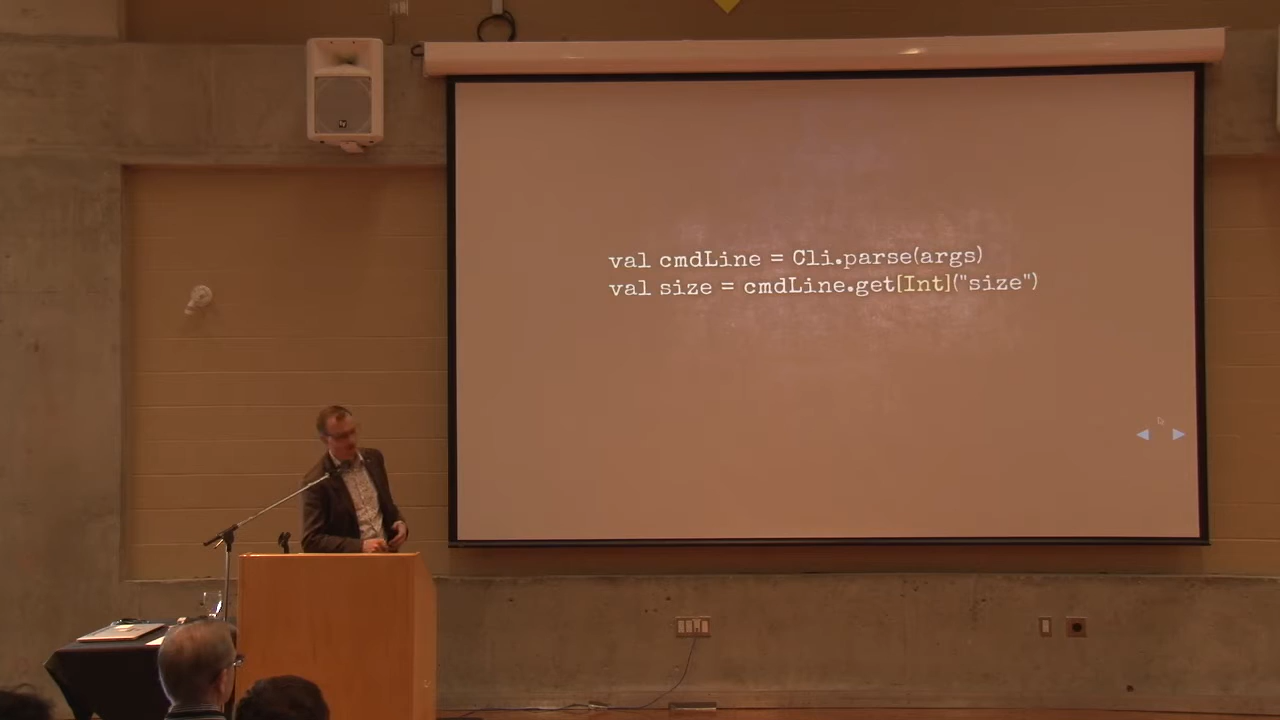 val cmdLine = Cli.parse(args)
val size = cmdLine.get[Int]("size")